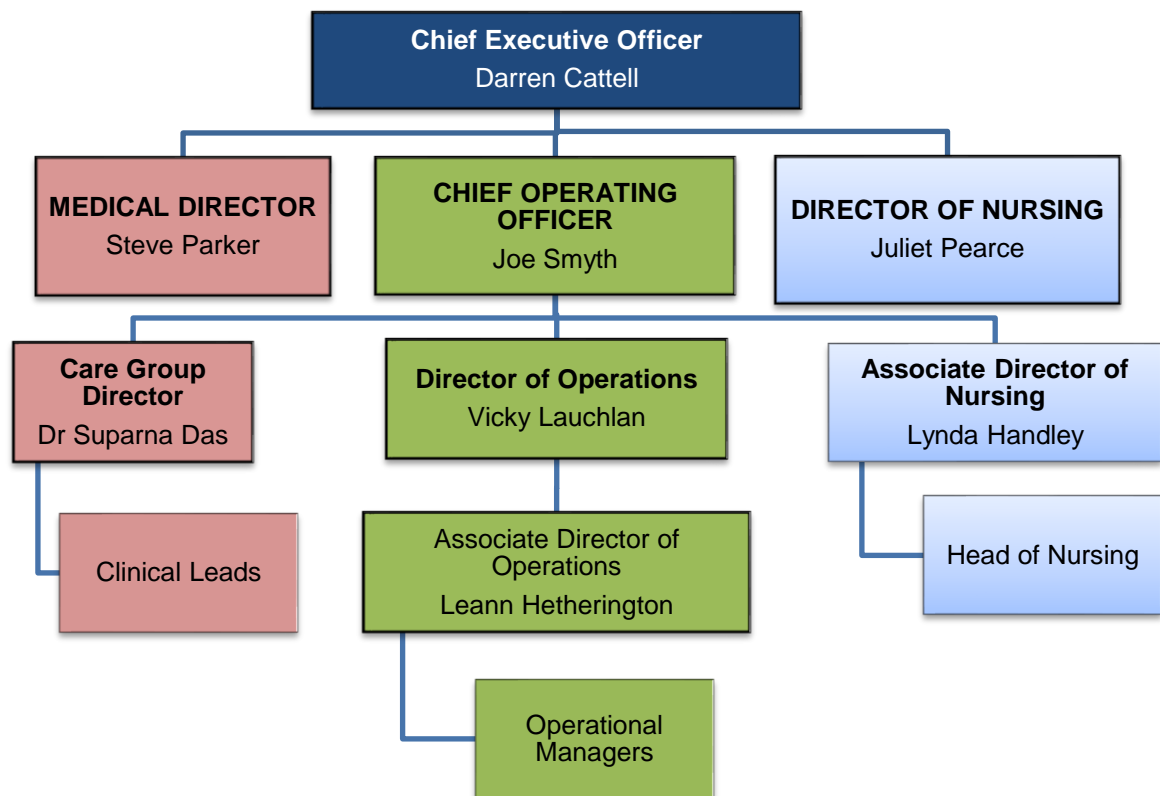 Chief Executive Officer
Darren Cattell
MEDICAL DIRECTOR
Steve Parker
CHIEF OPERATING
OFFICER
Joe Smyth
DIRECTOR OF NURSING
Juliet Pearce
Care Group
Director
Dr Suparna Das
Director of Operations
Vicky Lauchlan
Associate Director of
Nursing
Lynda Handley
Clinical Leads
Associate Director of
Operations
Leann Hetherington
Head of Nursing
Operational
Managers